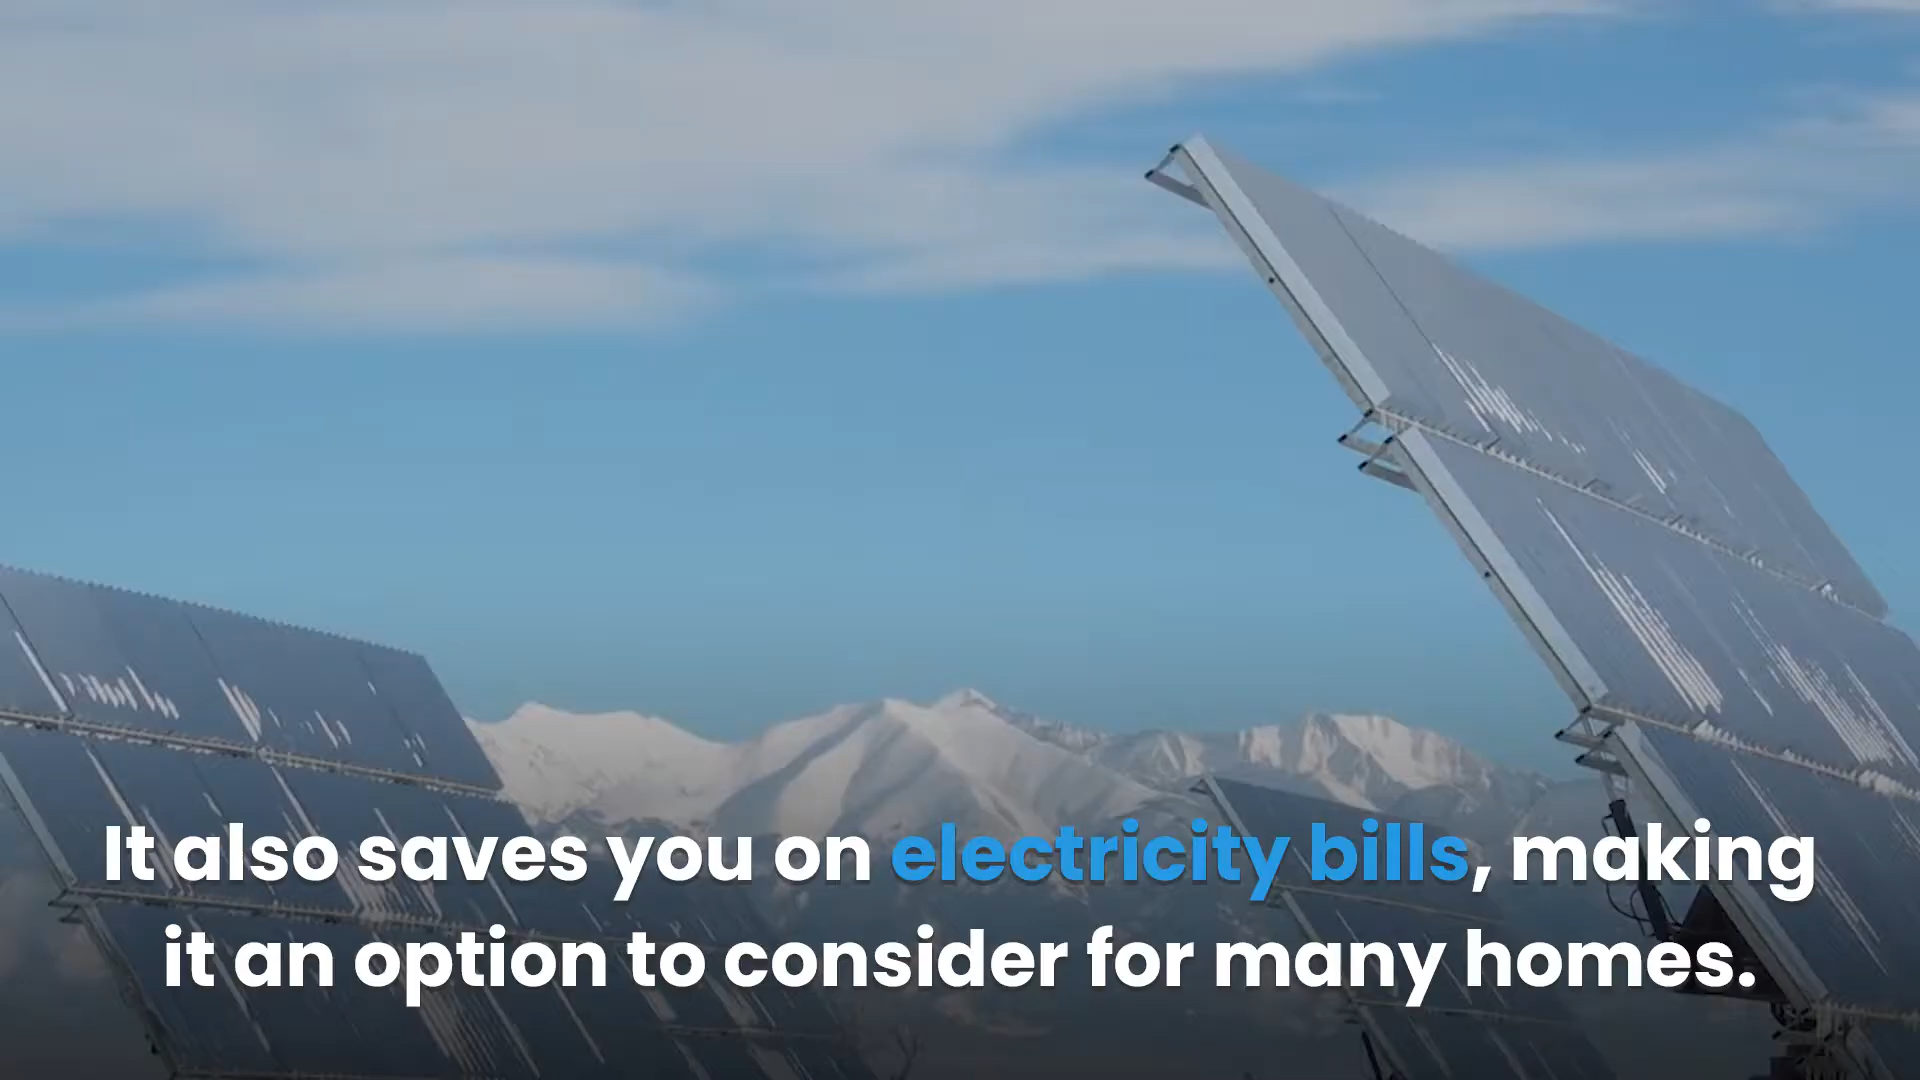 It also saves you on electricity bills, making
it an option to consider for many homes.